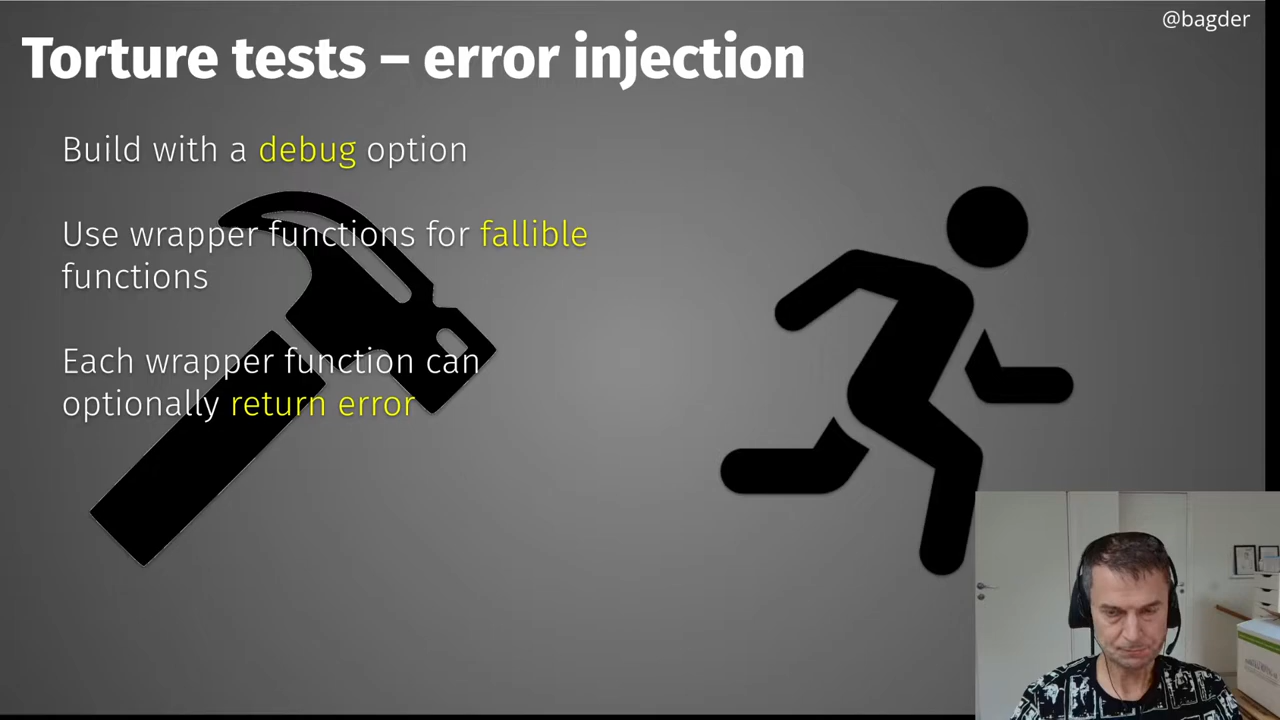 @bagder
Torture tests – error injection
Build with a debug option
Use wrapper functions for fallible
functions
Each wrapper function can
optionally return error